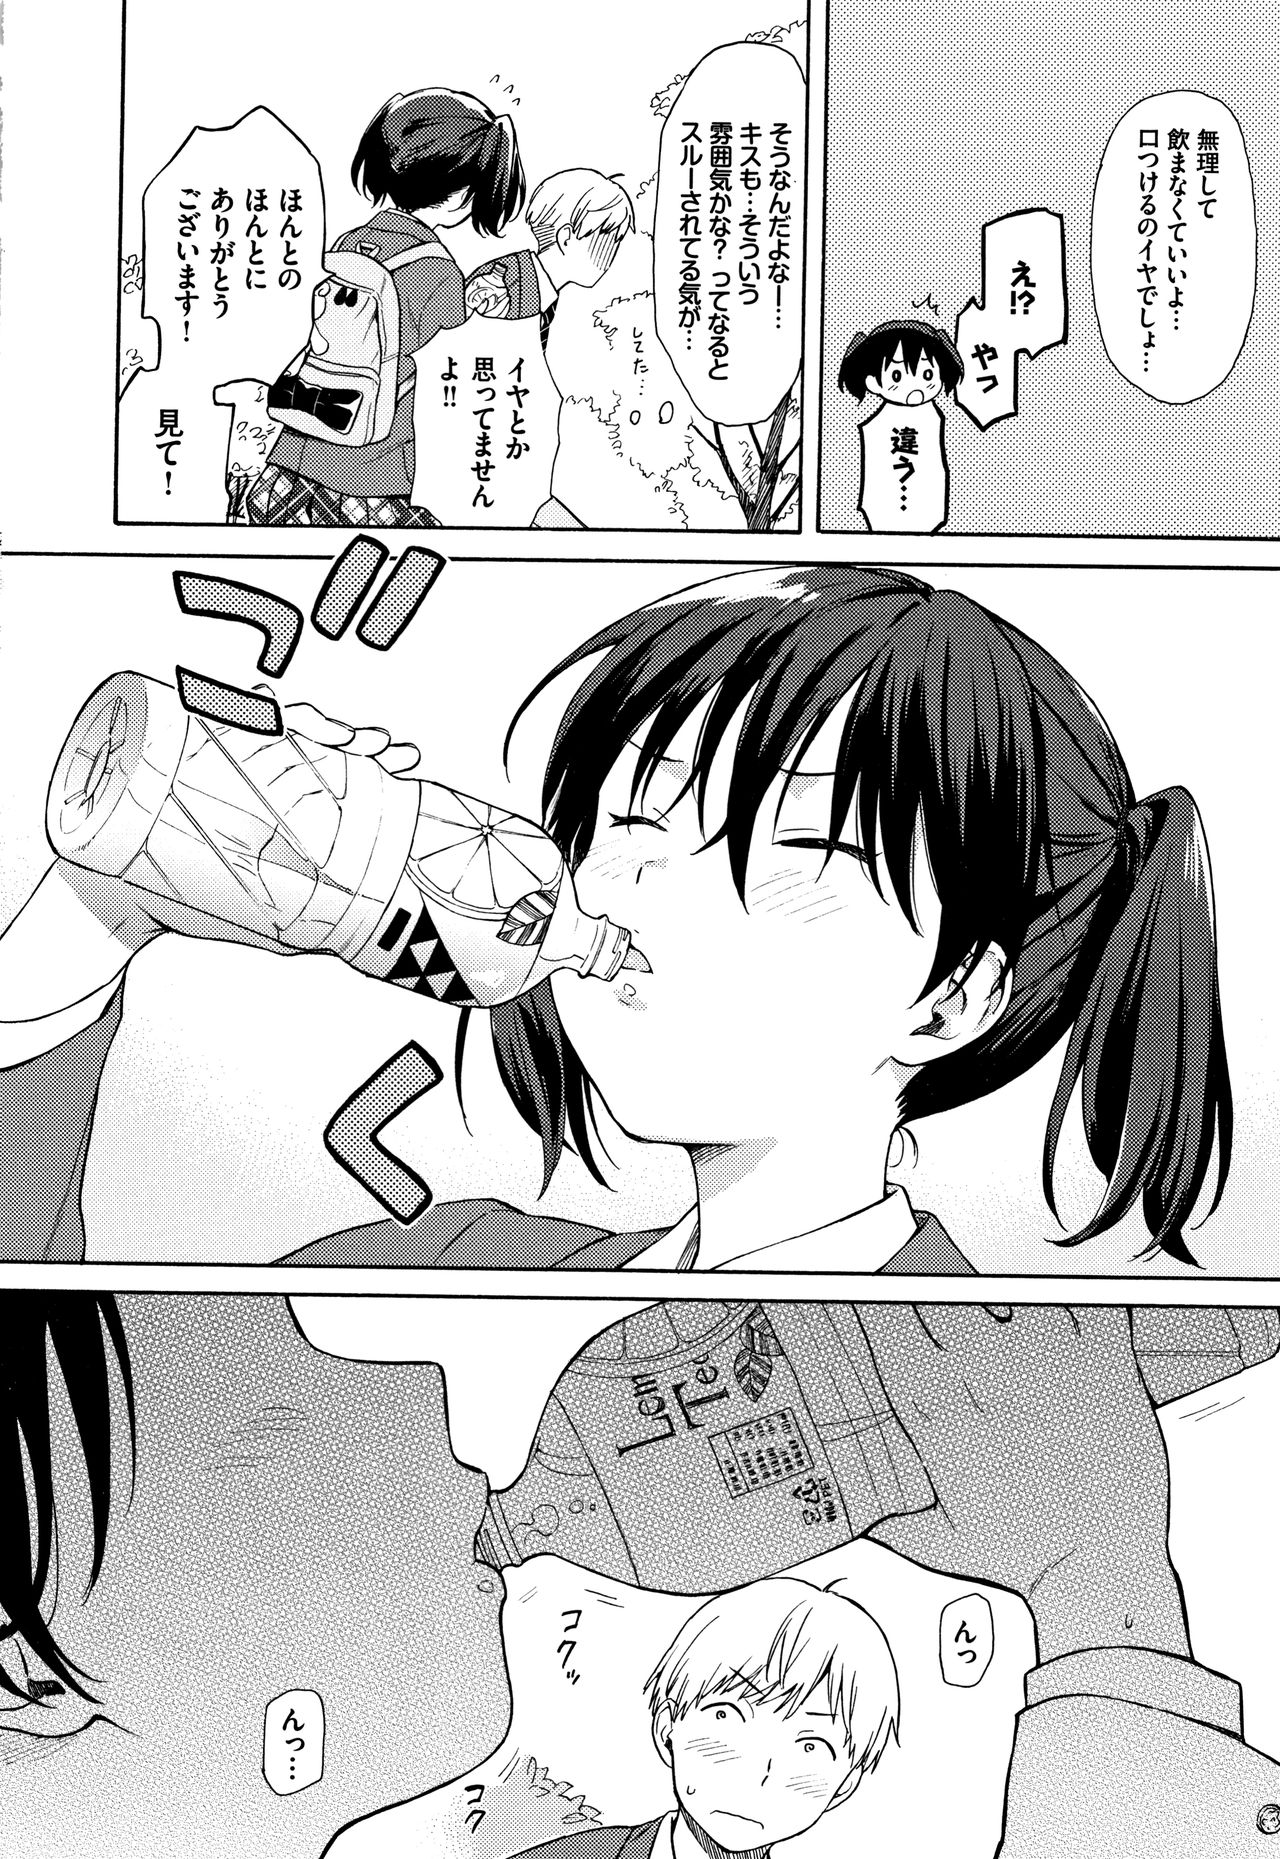 無理して
飲まなくていいよ…
口つけるのイヤでしょ…
え!?
やっ
違う…
そうなんだよなー…
キスも…そういう
雰囲気かな？ってなると
スルーされてる気が…
してた…
イヤとか
思ってません
よ!!
ほんとの
ほんとに
ありがとう
ございます！
見て！
グビ
く
Lem
Tea
んっ
コクッ
コク
んっ…